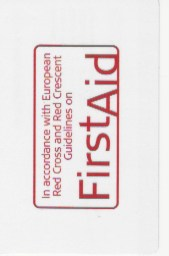 In accordance with European
Red Cross and Red Crescent
Guidelines on
FirstAid